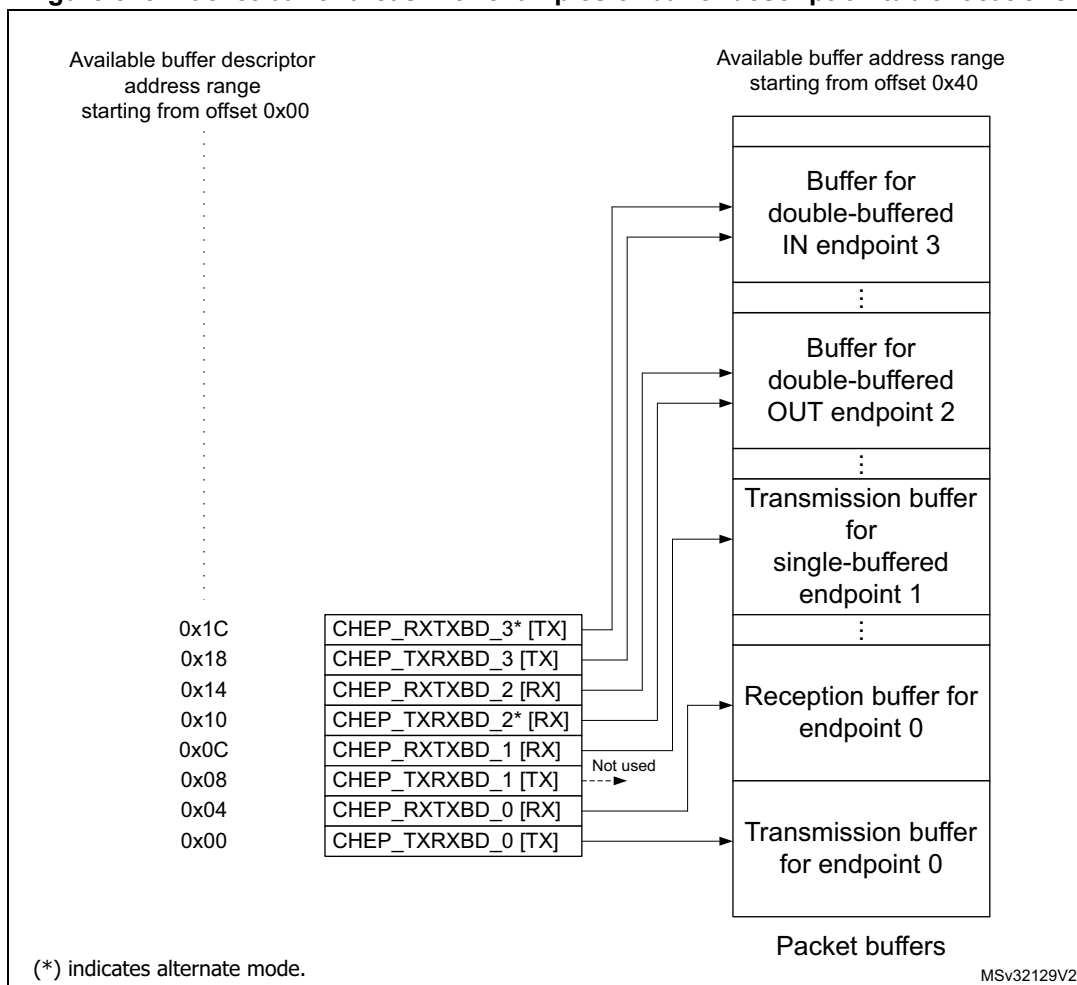 Available buffer descriptor
address range
starting from offset 0x00
Available buffer address range
starting from offset 0x40
Buffer for
double-buffered
IN endpoint 3
Buffer for
double-buffered
OUT endpoint 2
Transmission buffer
for
single-buffered
endpoint 1
Reception buffer for
endpoint 0
Transmission buffer
for endpoint 0
Packet buffers
0x1C CHEP_RXTXBD_3* [TX]
0x18 CHEP_TXRXBD_3 [TX]
0x14 CHEP_RXTXBD_2 [RX]
0x10 CHEP_TXRXBD_2* [RX]
0x0C CHEP_RXTXBD_1 [RX]
0x08 CHEP_TXRXBD_1 [TX] Not used
0x04 CHEP_RXTXBD_0 [RX]
0x00 CHEP_TXRXBD_0 [TX]
(*) indicates alternate mode.
MSv32129V2